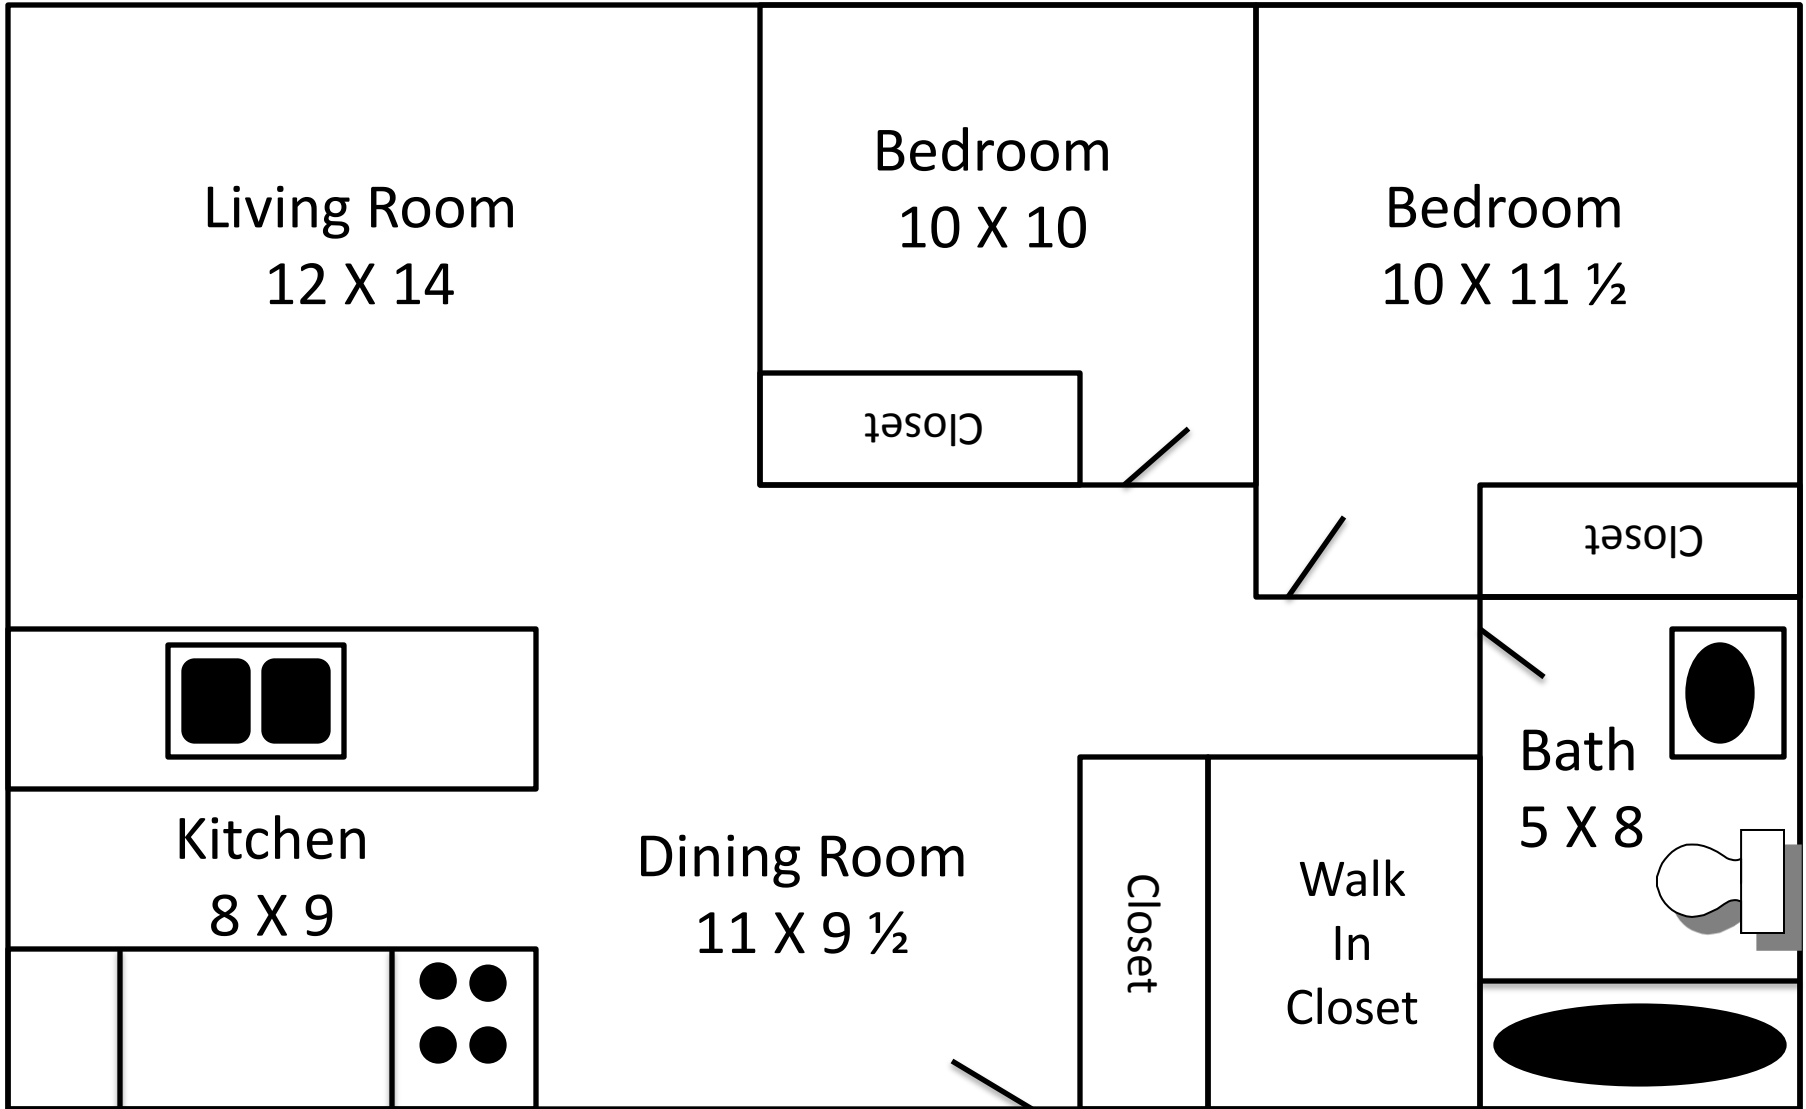 Living Room
12 X 14
Bedroom
10 X 10
Bedroom
10 X 11 ½
Closet
Closet
Kitchen
8 X 9
Dining Room
11 X 9 ½
Closet
Walk
In
Closet
Bath
5 X 8